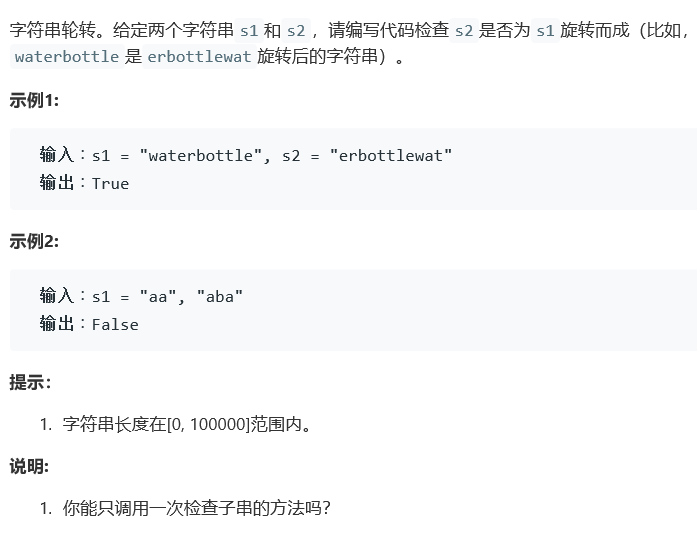 字符串轮转。给定两个字符串 s1 和 s2，请编写代码检查 s2 是否为 s1 旋转而成（比如，
waterbottle 是 erbottlewat 旋转后的字符串）。
示例1:
输入：s1 = "waterbottle", s2 = "erbottlewat"
输出：True
示例2:
输入：s1 = "aa", "aba"
输出：False
提示：
1. 字符串长度在[0, 100000]范围内。
说明:
1. 你能只调用一次检查子串的方法吗？